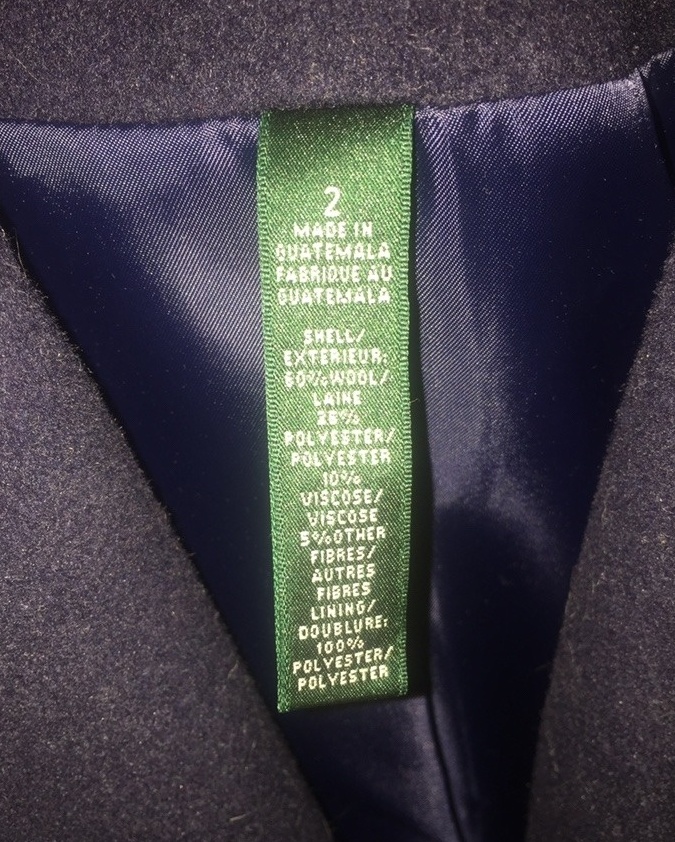 2
MADE IN
GUATEMALA
FABRIQUE AU
GUATEMALA
SHELL/
EXTERIEUR:
60% WOOL/
LAINE
25%
POLYESTER/
POLYESTER
10%
VISCOSE/
VISCOSE
5% OTHER
FIBRES/
AUTRES
FIBRES
LINING/
DOUBLURE:
100%
POLYESTER/
POLYESTER